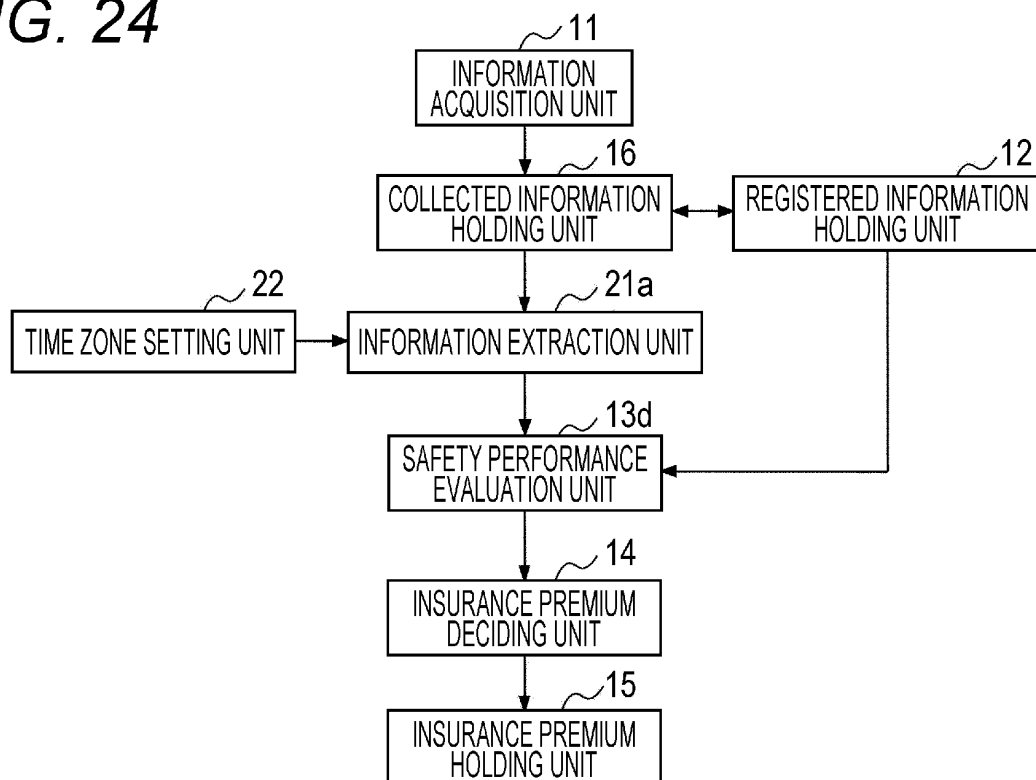 IG. 24
11
INFORMATION
ACQUISITION UNIT
16
COLLECTED INFORMATION
HOLDING UNIT
12
REGISTERED INFORMATION
HOLDING UNIT
22
TIME ZONE SETTING UNIT
21a
INFORMATION EXTRACTION UNIT
13d
SAFETY PERFORMANCE
EVALUATION UNIT
14
INSURANCE PREMIUM
DECIDING UNIT
15
INSURANCE PREMIUM
HOLDING UNIT